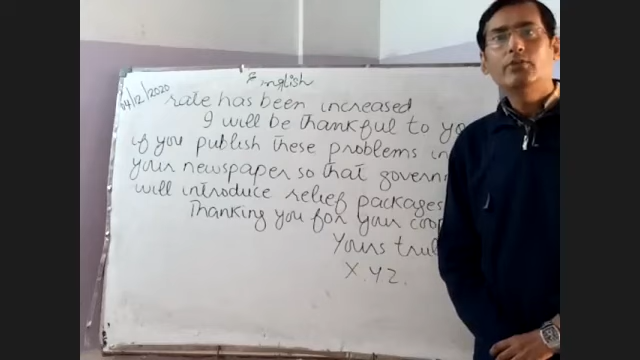 English
04/12/2020
rate has been increased
I will be thankful to yo
if you publish these problems in
your newspaper so that governm
will introduce relief packages
Thanking you for your coop
Yours trul
X.Y Z.